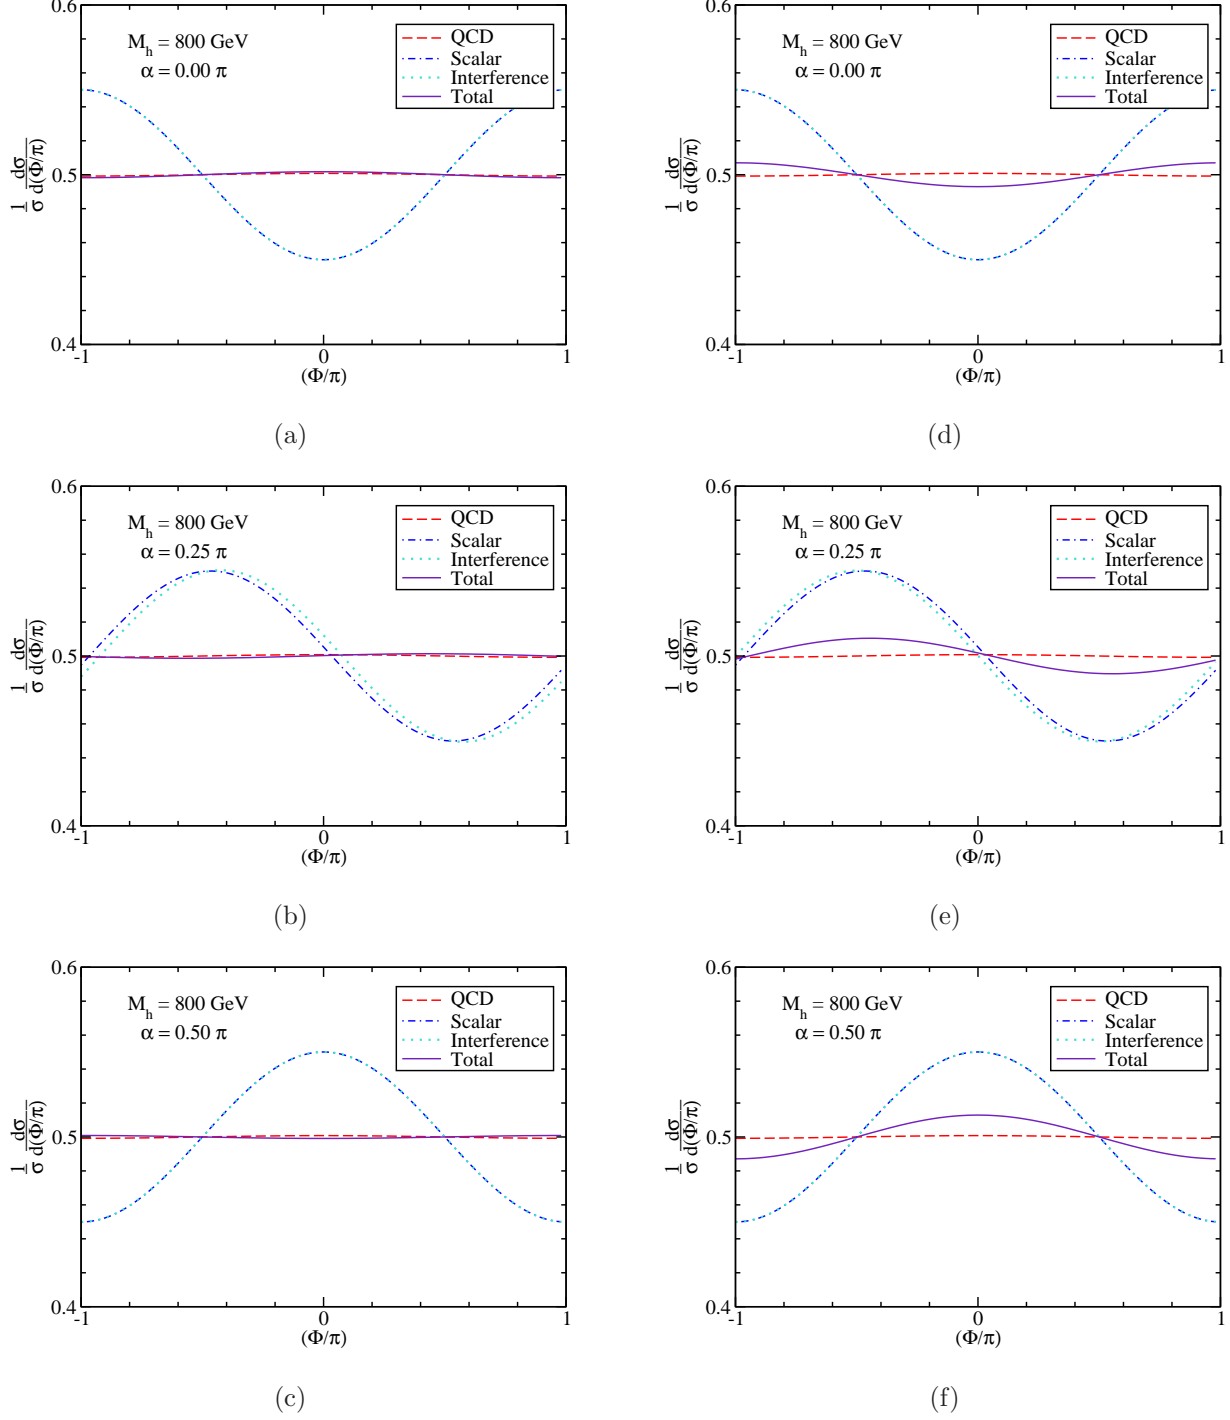 0.6
M_h = 800 GeV
α = 0.00 π
QCD
Scalar
Interference
Total
1/σ dσ/d(Φ/π)
0.5
0.4
-1
0
1
(Φ/π)
(a)
0.6
M_h = 800 GeV
α = 0.00 π
QCD
Scalar
Interference
Total
1/σ dσ/d(Φ/π)
0.5
0.4
-1
0
1
(Φ/π)
(d)
0.6
M_h = 800 GeV
α = 0.25 π
QCD
Scalar
Interference
Total
1/σ dσ/d(Φ/π)
0.5
0.4
-1
0
1
(Φ/π)
(b)
0.6
M_h = 800 GeV
α = 0.25 π
QCD
Scalar
Interference
Total
1/σ dσ/d(Φ/π)
0.5
0.4
-1
0
1
(Φ/π)
(e)
0.6
M_h = 800 GeV
α = 0.50 π
QCD
Scalar
Interference
Total
1/σ dσ/d(Φ/π)
0.5
0.4
-1
0
1
(Φ/π)
(c)
0.6
M_h = 800 GeV
α = 0.50 π
QCD
Scalar
Interference
Total
1/σ dσ/d(Φ/π)
0.5
0.4
-1
0
1
(Φ/π)
(f)